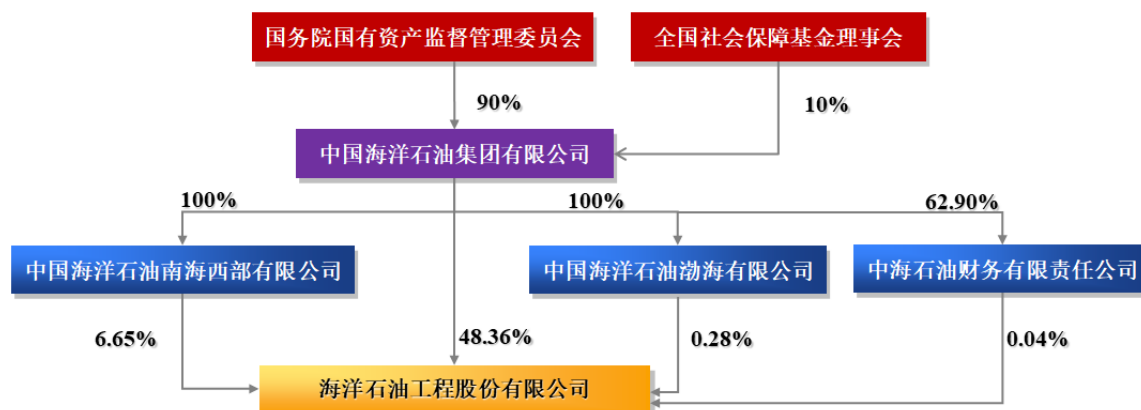 国务院国有资产监督管理委员会
全国社会保障基金理事会
90%
10%
中国海洋石油集团有限公司
100%
100%
62.90%
中国海洋石油南海西部有限公司
中国海洋石油渤海有限公司
中海石油财务有限责任公司
6.65%
48.36%
0.28%
0.04%
海洋石油工程股份有限公司